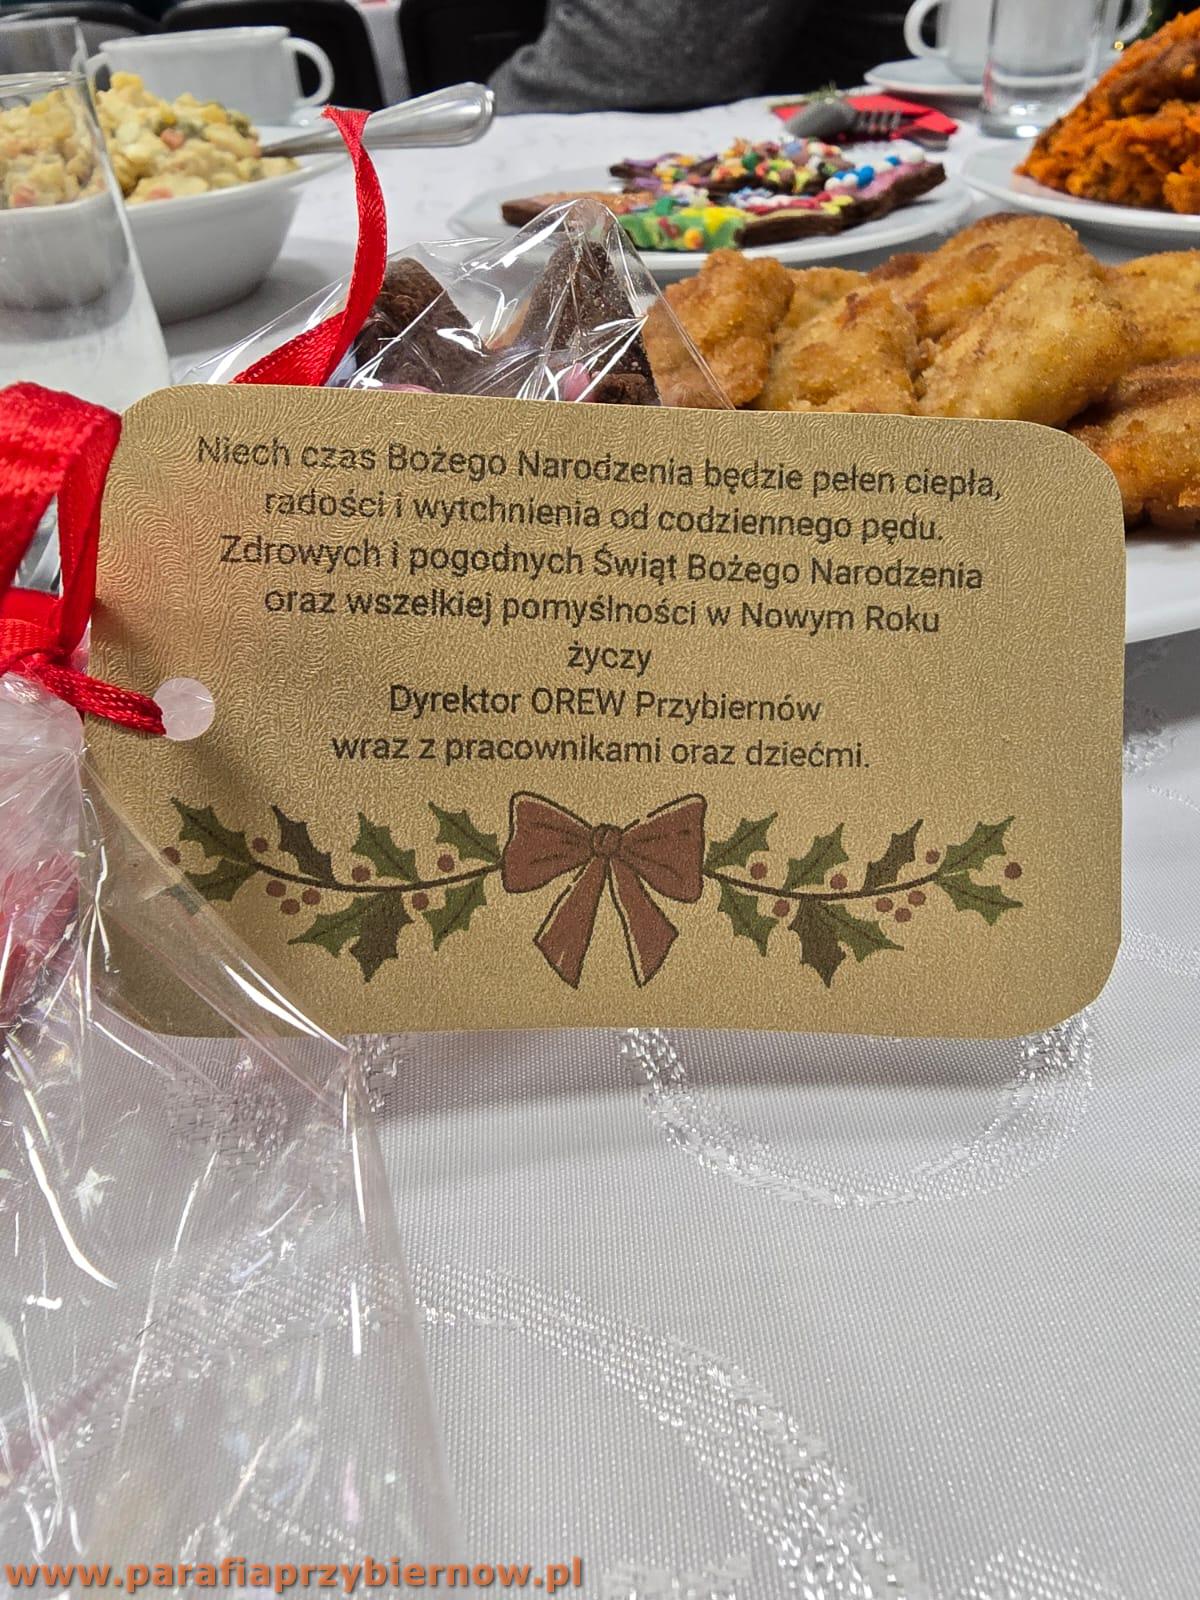 Niech czas Bożego Narodzenia będzie pełen ciepła,
radości i wytchnienia od codziennego pędu.
Zdrowych i pogodnych Świąt Bożego Narodzenia
oraz wszelkiej pomyślności w Nowym Roku
życzy
Dyrektor OREW Przybiernów
wraz z pracownikami oraz dziećmi.
www.parafiaprzybiernow.pl